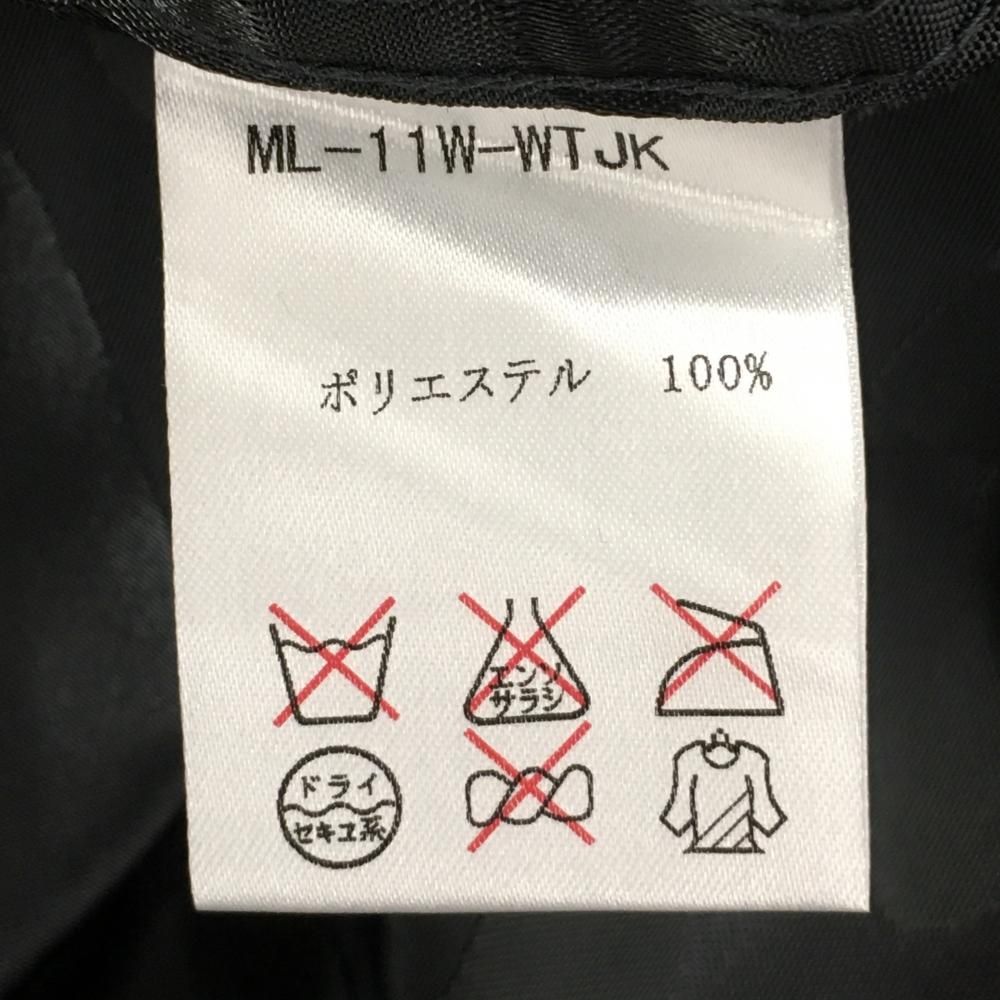 ML-11W-WTJK
ポリエステル 100%
エンソ
サラシ
ドライ
セキユ系